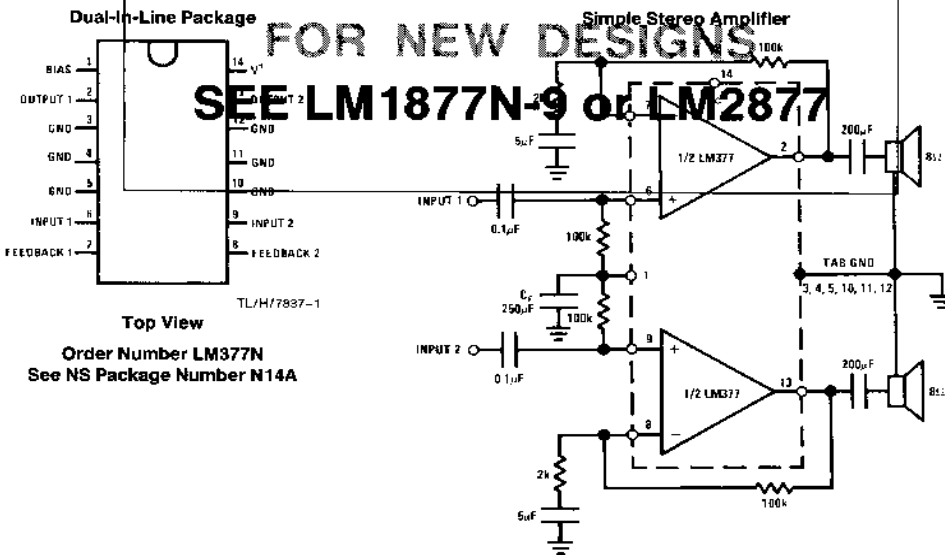 Dual-In-Line Package
BIAS 1
OUTPUT 1 2
GND 3
GND 4
GND 5
INPUT 1 6
FEEDBACK 1 7
14 V+
OUTPUT 2
12 GND
11 GND
10 GND
9 INPUT 2
8 FEEDBACK 2
TL/H/7937-1
Top View
Order Number LM377N
See NS Package Number N14A
FOR NEW DESIGNS
SEE LM1877N-9 or LM2877
Simple Stereo Amplifier
100k
14
7
5μF
1/2 LM377
2
200μF
8Ω
INPUT 1
0.1μF
6
+
100k
1
CF
250μF
100k
TAB GND
3, 4, 5, 10, 11, 12
INPUT 2
0.1μF
9
+
1/2 LM377
13
200μF
8Ω
8
−
2k
5μF
100k